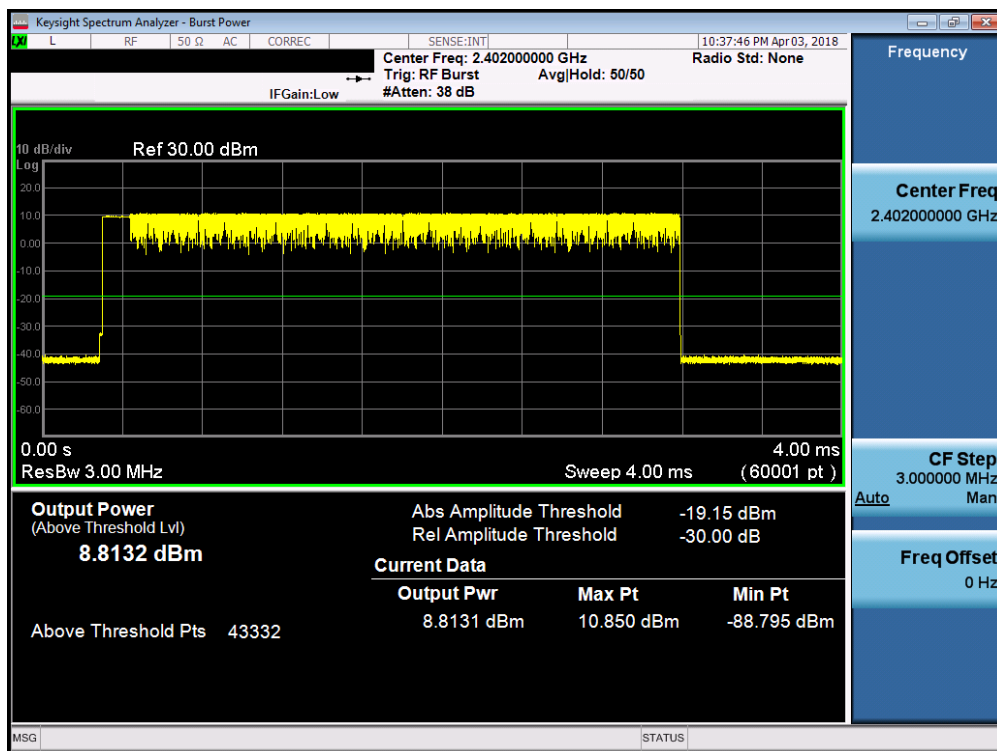 Keysight Spectrum Analyzer - Burst Power
LXI L RF 50 Ω AC CORREC SENSE:INT 10:37:46 PM Apr 03, 2018
Center Freq: 2.402000000 GHz Radio Std: None
Trig: RF Burst Avg|Hold: 50/50
IFGain:Low #Atten: 38 dB
10 dB/div Ref 30.00 dBm
Log
20.0
10.0
0.00
-10.0
-20.0
-30.0
-40.0
-50.0
-60.0
0.00 s 4.00 ms
ResBw 3.00 MHz Sweep 4.00 ms (60001 pt)
Output Power
(Above Threshold Lvl)
8.8132 dBm
Above Threshold Pts 43332
Abs Amplitude Threshold -19.15 dBm
Rel Amplitude Threshold -30.00 dB
Current Data
Output Pwr Max Pt Min Pt
8.8131 dBm 10.850 dBm -88.795 dBm
Frequency
Center Freq
2.402000000 GHz
CF Step
3.000000 MHz
Auto Man
Freq Offset
0 Hz
MSG STATUS